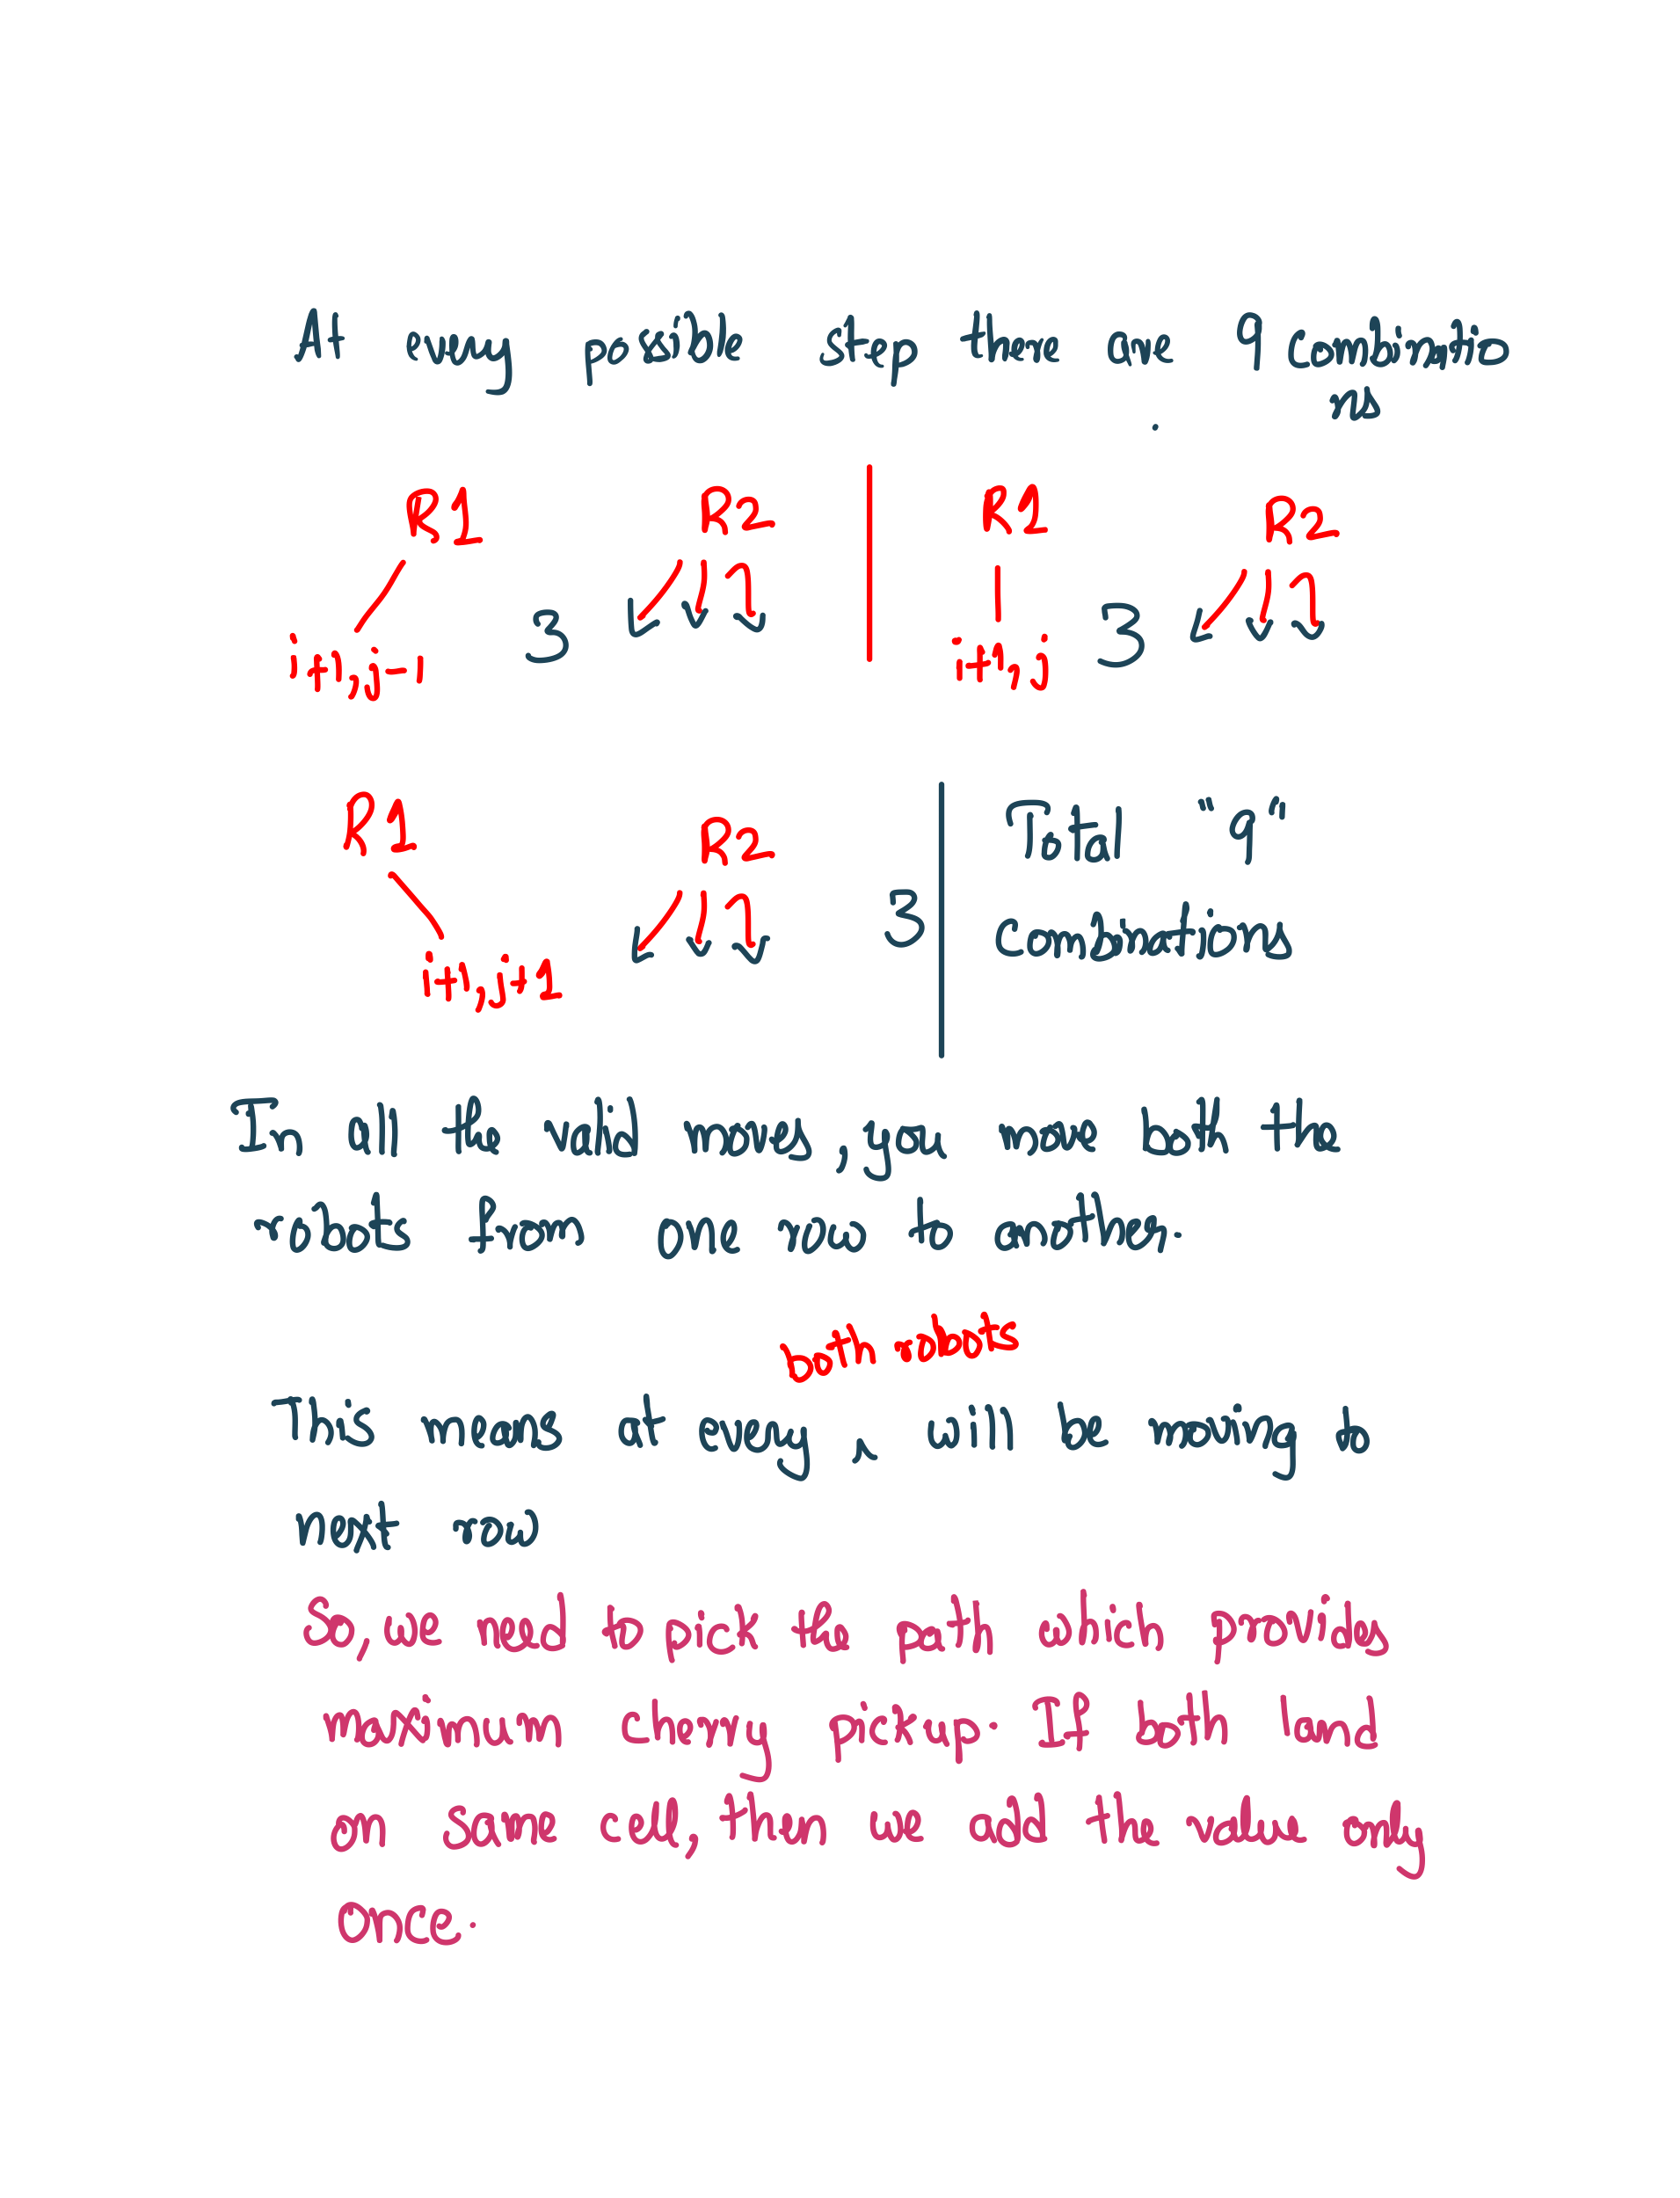 At every possible step there are 9 combinatio
ns
R1 R2 R1 R2
i+1,j-1 3 i+1,j 3
R1 R2 Total "9"
3 combinations
i+1,j+1
In all the valid moves, you move both the
robots from one row to another.
both robots
This means at every ^ will be moving to
next row
So, we need to pick the path which provides
maximum cherry pickup. If both land
on same cell, then we add the value only
once.